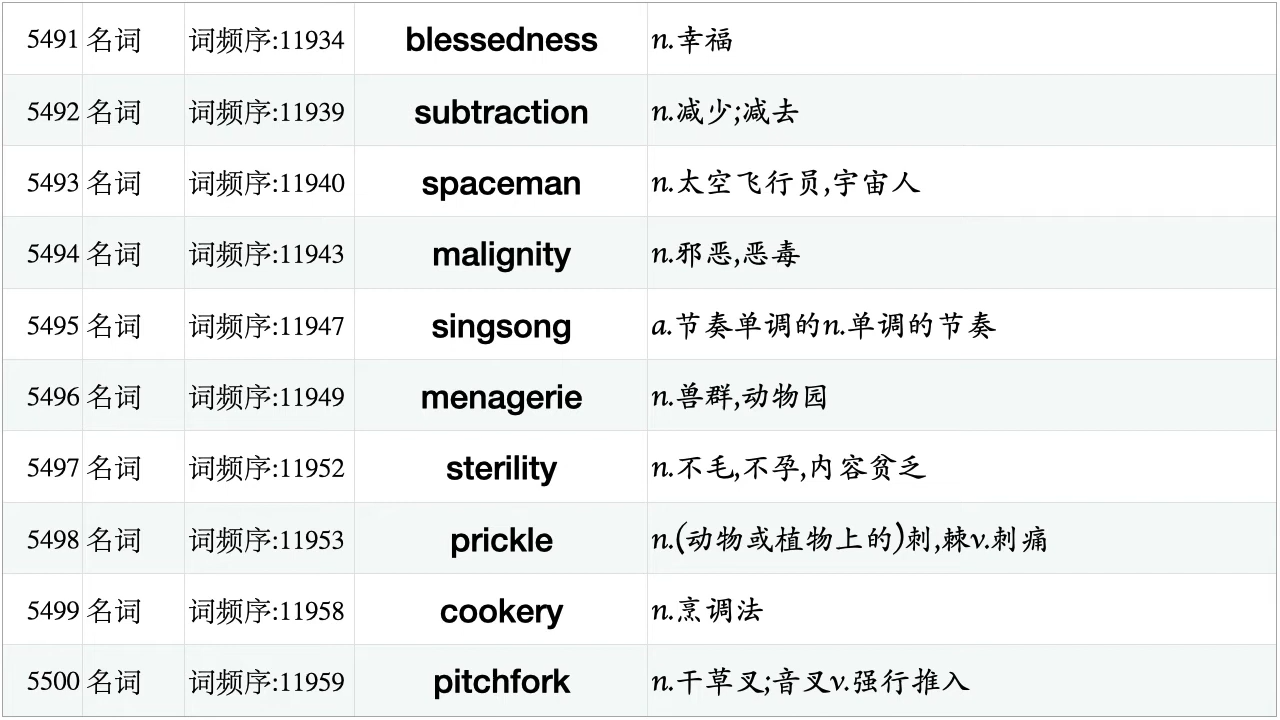 5491 名词 词频序:11934 blessedness n.幸福
5492 名词 词频序:11939 subtraction n.减少;减去
5493 名词 词频序:11940 spaceman n.太空飞行员,宇宙人
5494 名词 词频序:11943 malignity n.邪恶,恶毒
5495 名词 词频序:11947 singsong a.节奏单调的n.单调的节奏
5496 名词 词频序:11949 menagerie n.兽群,动物园
5497 名词 词频序:11952 sterility n.不毛,不孕,内容贫乏
5498 名词 词频序:11953 prickle n.(动物或植物上的)刺,棘v.刺痛
5499 名词 词频序:11958 cookery n.烹调法
5500 名词 词频序:11959 pitchfork n.干草叉;音叉v.强行推入